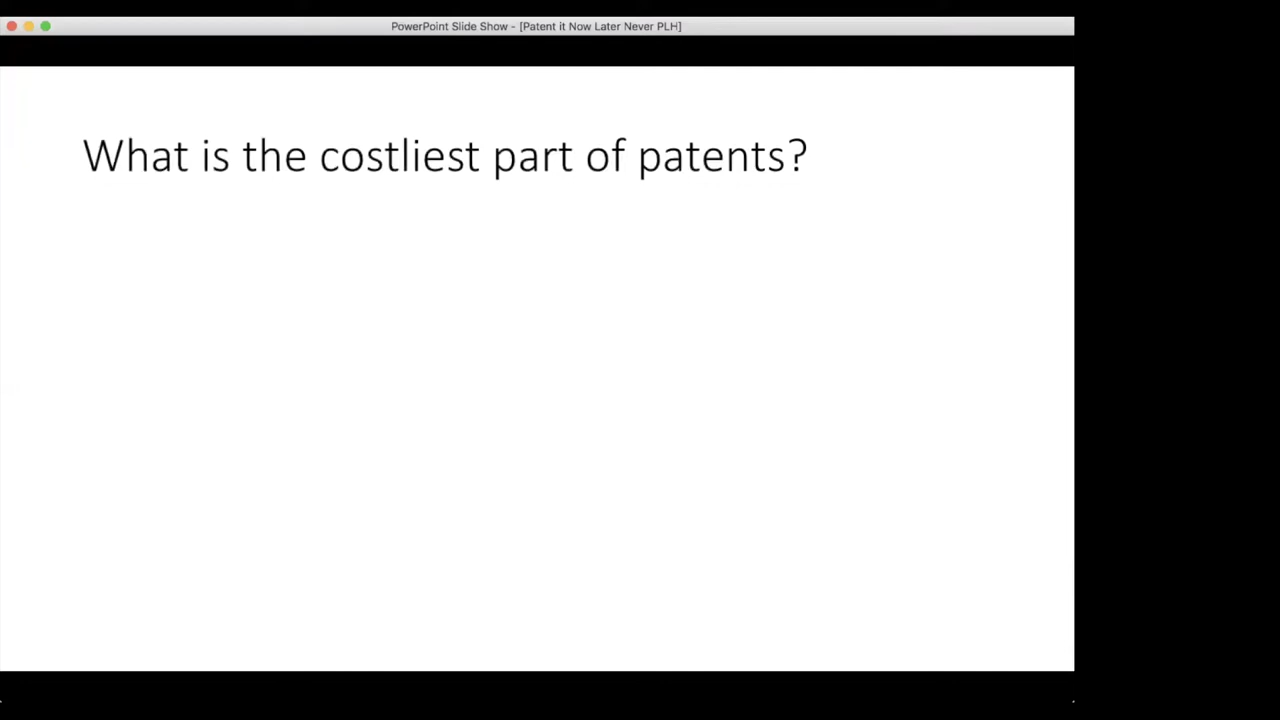 PowerPoint Slide Show - [Patent it Now Later Never PLH]
What is the costliest part of patents?